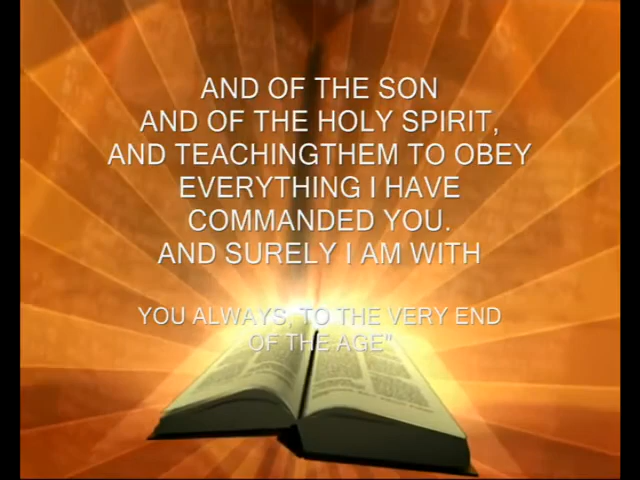 AND OF THE SON
AND OF THE HOLY SPIRIT,
AND TEACHINGTHEM TO OBEY
EVERYTHING I HAVE
COMMANDED YOU.
AND SURELY I AM WITH
YOU ALWAYS, TO THE VERY END
OF THE AGE"